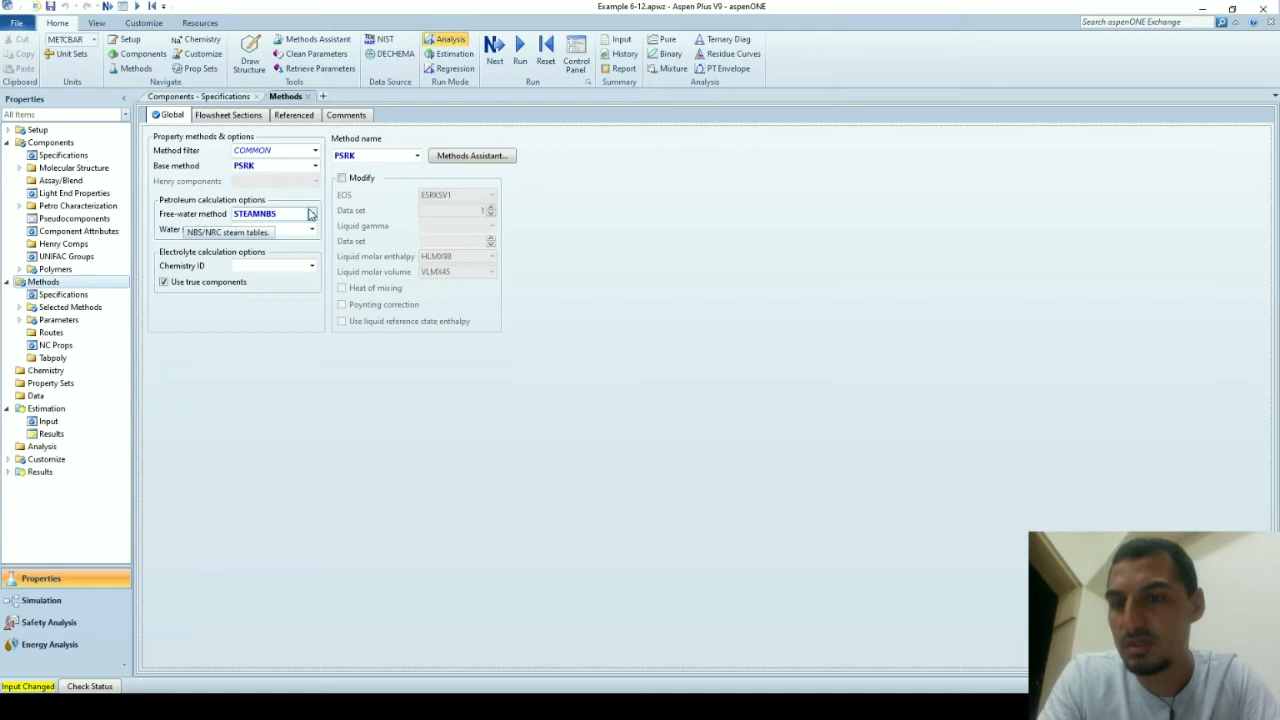 Example 6-12.apwz - Aspen Plus V9 - aspenONE
File
Home
View
Customize
Resources
Search aspenONE Exchange
Cut
Copy
Paste
Clipboard
METCBAR
Unit Sets
Units
Setup
Components
Methods
Chemistry
Customize
Prop Sets
Navigate
Draw
Structure
Methods Assistant
Clean Parameters
Retrieve Parameters
Tools
NIST
DECHEMA
Data Source
Analysis
Estimation
Regression
Run Mode
Next
Run
Reset
Control
Panel
Run
Input
History
Report
Summary
Pure
Binary
Mixture
Ternary Diag
Residue Curves
PT Envelope
Analysis
Properties
All Items
Setup
Components
Specifications
Molecular Structure
Assay/Blend
Light End Properties
Petro Characterization
Pseudocomponents
Component Attributes
Henry Comps
UNIFAC Groups
Polymers
Methods
Specifications
Selected Methods
Parameters
Routes
NC Props
Tabpoly
Chemistry
Property Sets
Data
Estimation
Input
Results
Analysis
Customize
Results
Properties
Simulation
Safety Analysis
Energy Analysis
Components - Specifications
Methods
Global
Flowsheet Sections
Referenced
Comments
Property methods & options
Method filter COMMON
Base method PSRK
Henry components
Petroleum calculation options
Free-water method STEAMNBS
Water
NBS/NRC steam tables.
Electrolyte calculation options
Chemistry ID
Use true components
Method name
PSRK
Methods Assistant...
Modify
EOS ESRKSV1
Data set 1
Liquid gamma
Data set
Liquid molar enthalpy HLMX98
Liquid molar volume VLMX45
Heat of mixing
Poynting correction
Use liquid reference state enthalpy
Input Changed
Check Status